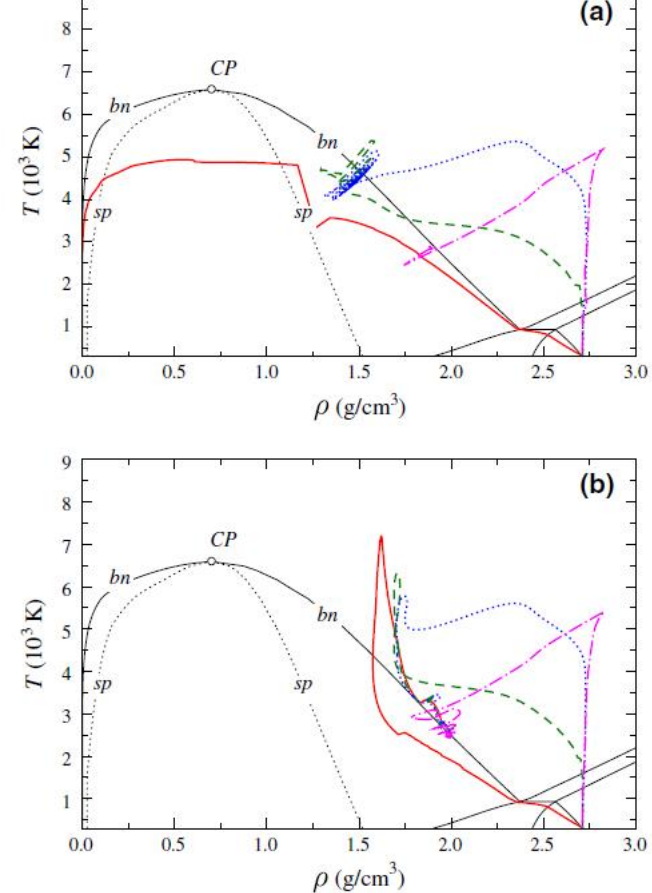 (a)
8
7
6
5
4
3
2
1
T (10³ K)
CP
bn
bn
sp
sp
0.0 0.5 1.0 1.5 2.0 2.5 3.0
ρ (g/cm³)
(b)
9
8
7
6
5
4
3
2
1
T (10³ K)
CP
bn
bn
sp
sp
0.0 0.5 1.0 1.5 2.0 2.5 3.0
ρ (g/cm³)